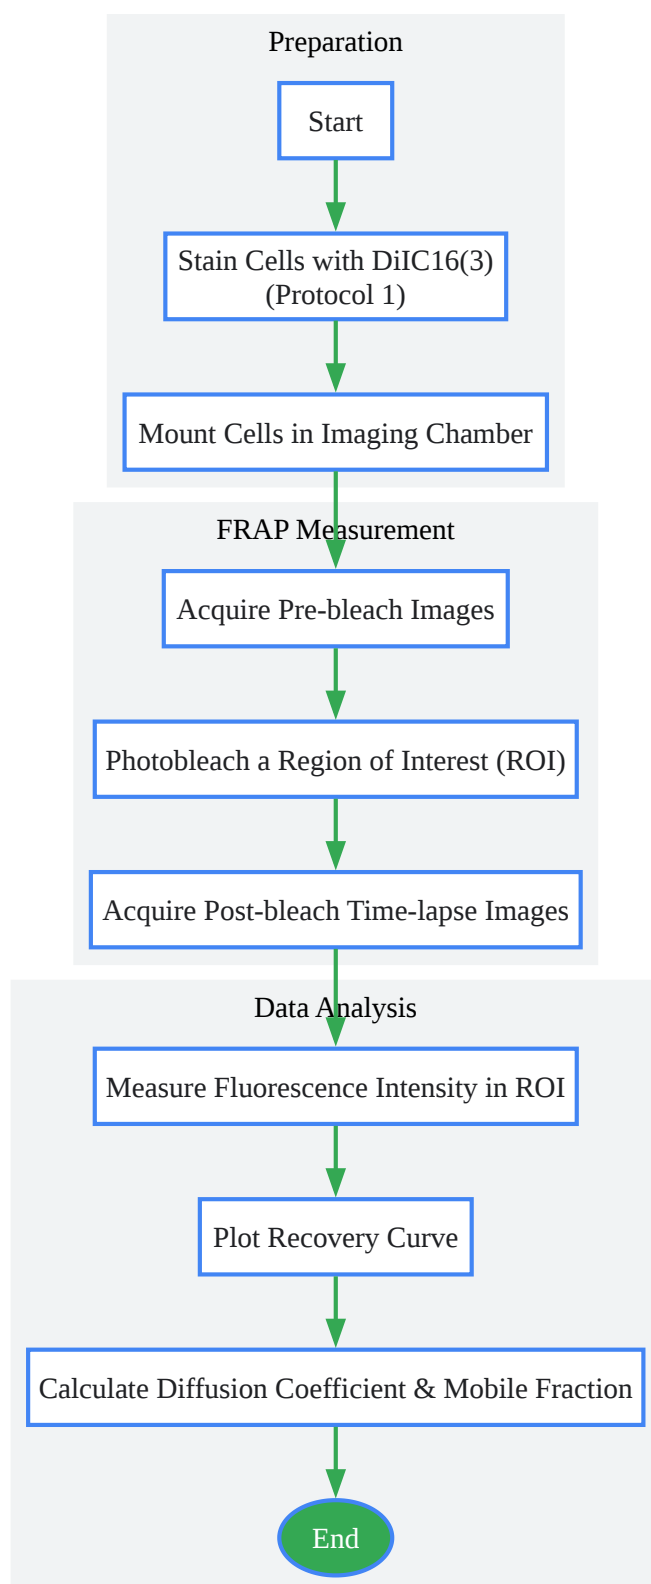 Preparation
Start
Stain Cells with DiIC16(3)
(Protocol 1)
Mount Cells in Imaging Chamber
FRAP Measurement
Acquire Pre-bleach Images
Photobleach a Region of Interest (ROI)
Acquire Post-bleach Time-lapse Images
Data Analysis
Measure Fluorescence Intensity in ROI
Plot Recovery Curve
Calculate Diffusion Coefficient & Mobile Fraction
End